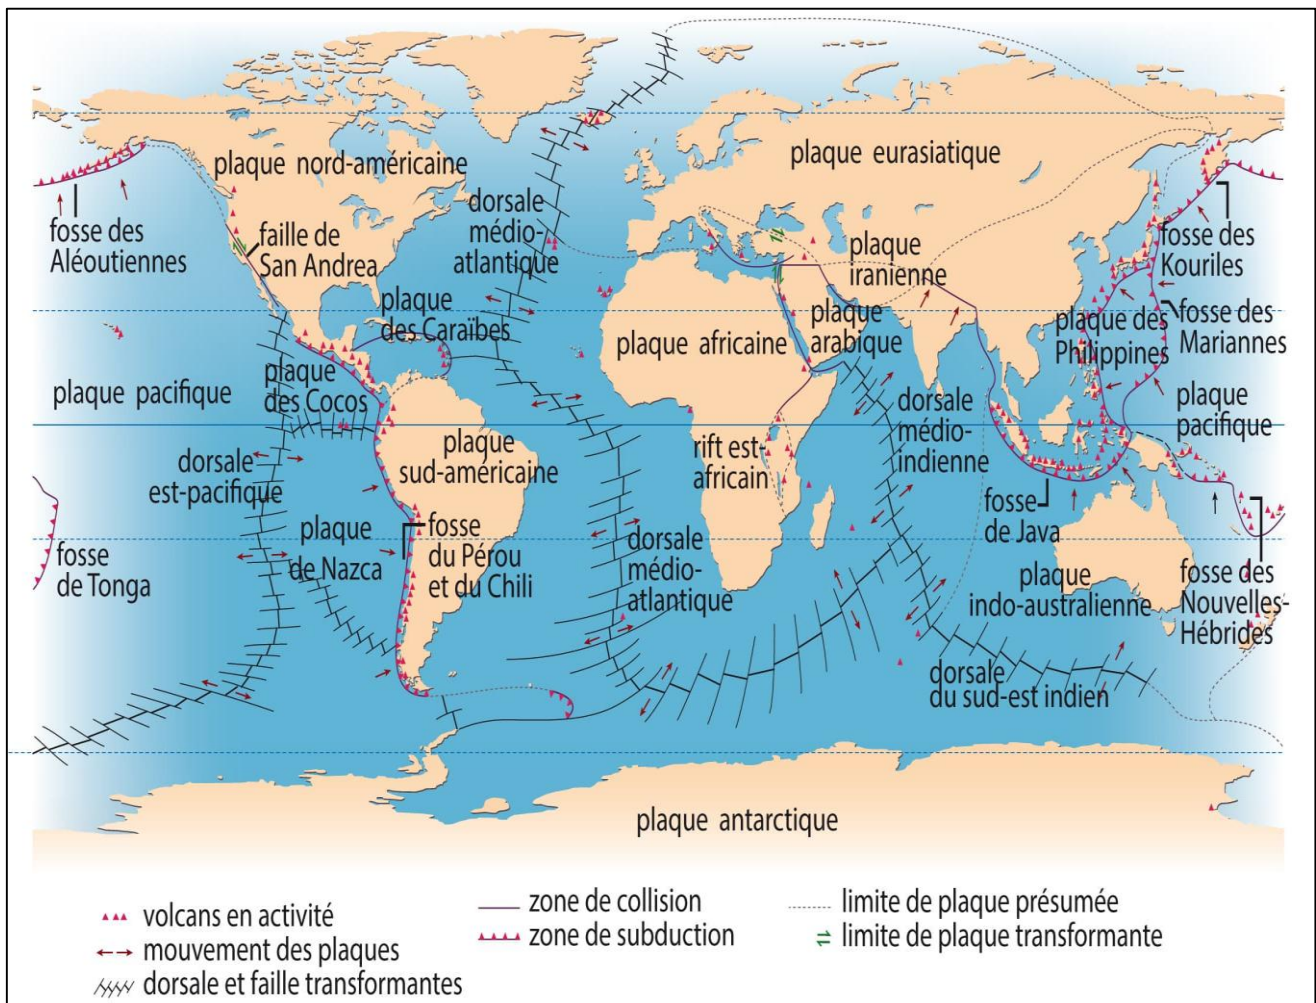 plaque nord-américaine
plaque eurasiatique
fosse des
Aléoutiennes
faille de
San Andrea
dorsale
médio-
atlantique
plaque
iranienne
fosse des
Kouriles
plaque
des Caraïbes
plaque africaine
plaque
arabique
plaque des
Philippines
fosse des
Mariannes
plaque pacifique
plaque
des Cocos
plaque
sud-américaine
rift est-
africain
dorsale
médio-
indienne
plaque
pacifique
dorsale
est-pacifique
fosse
de Tonga
plaque
de Nazca
fosse
du Pérou
et du Chili
dorsale
médio-
atlantique
fosse
de Java
plaque
indo-australienne
fosse des
Nouvelles-
Hébrides
dorsale
du sud-est indien
plaque antarctique
volcans en activité
mouvement des plaques
dorsale et faille transformantes
zone de collision
zone de subduction
limite de plaque présumée
limite de plaque transformante